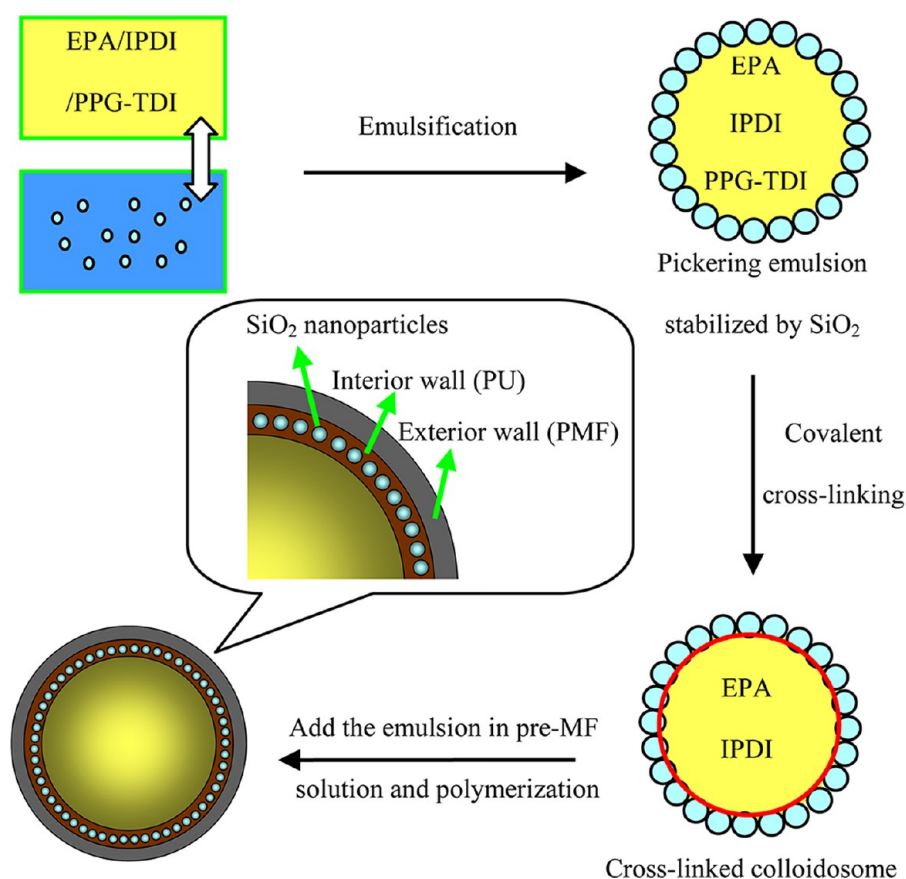 EPA/IPDI
/PPG-TDI
Emulsification
EPA
IPDI
PPG-TDI
Pickering emulsion
stabilized by SiO₂
SiO₂ nanoparticles
Interior wall (PU)
Exterior wall (PMF)
Covalent
cross-linking
EPA
IPDI
Cross-linked colloidosome
Add the emulsion in pre-MF
solution and polymerization